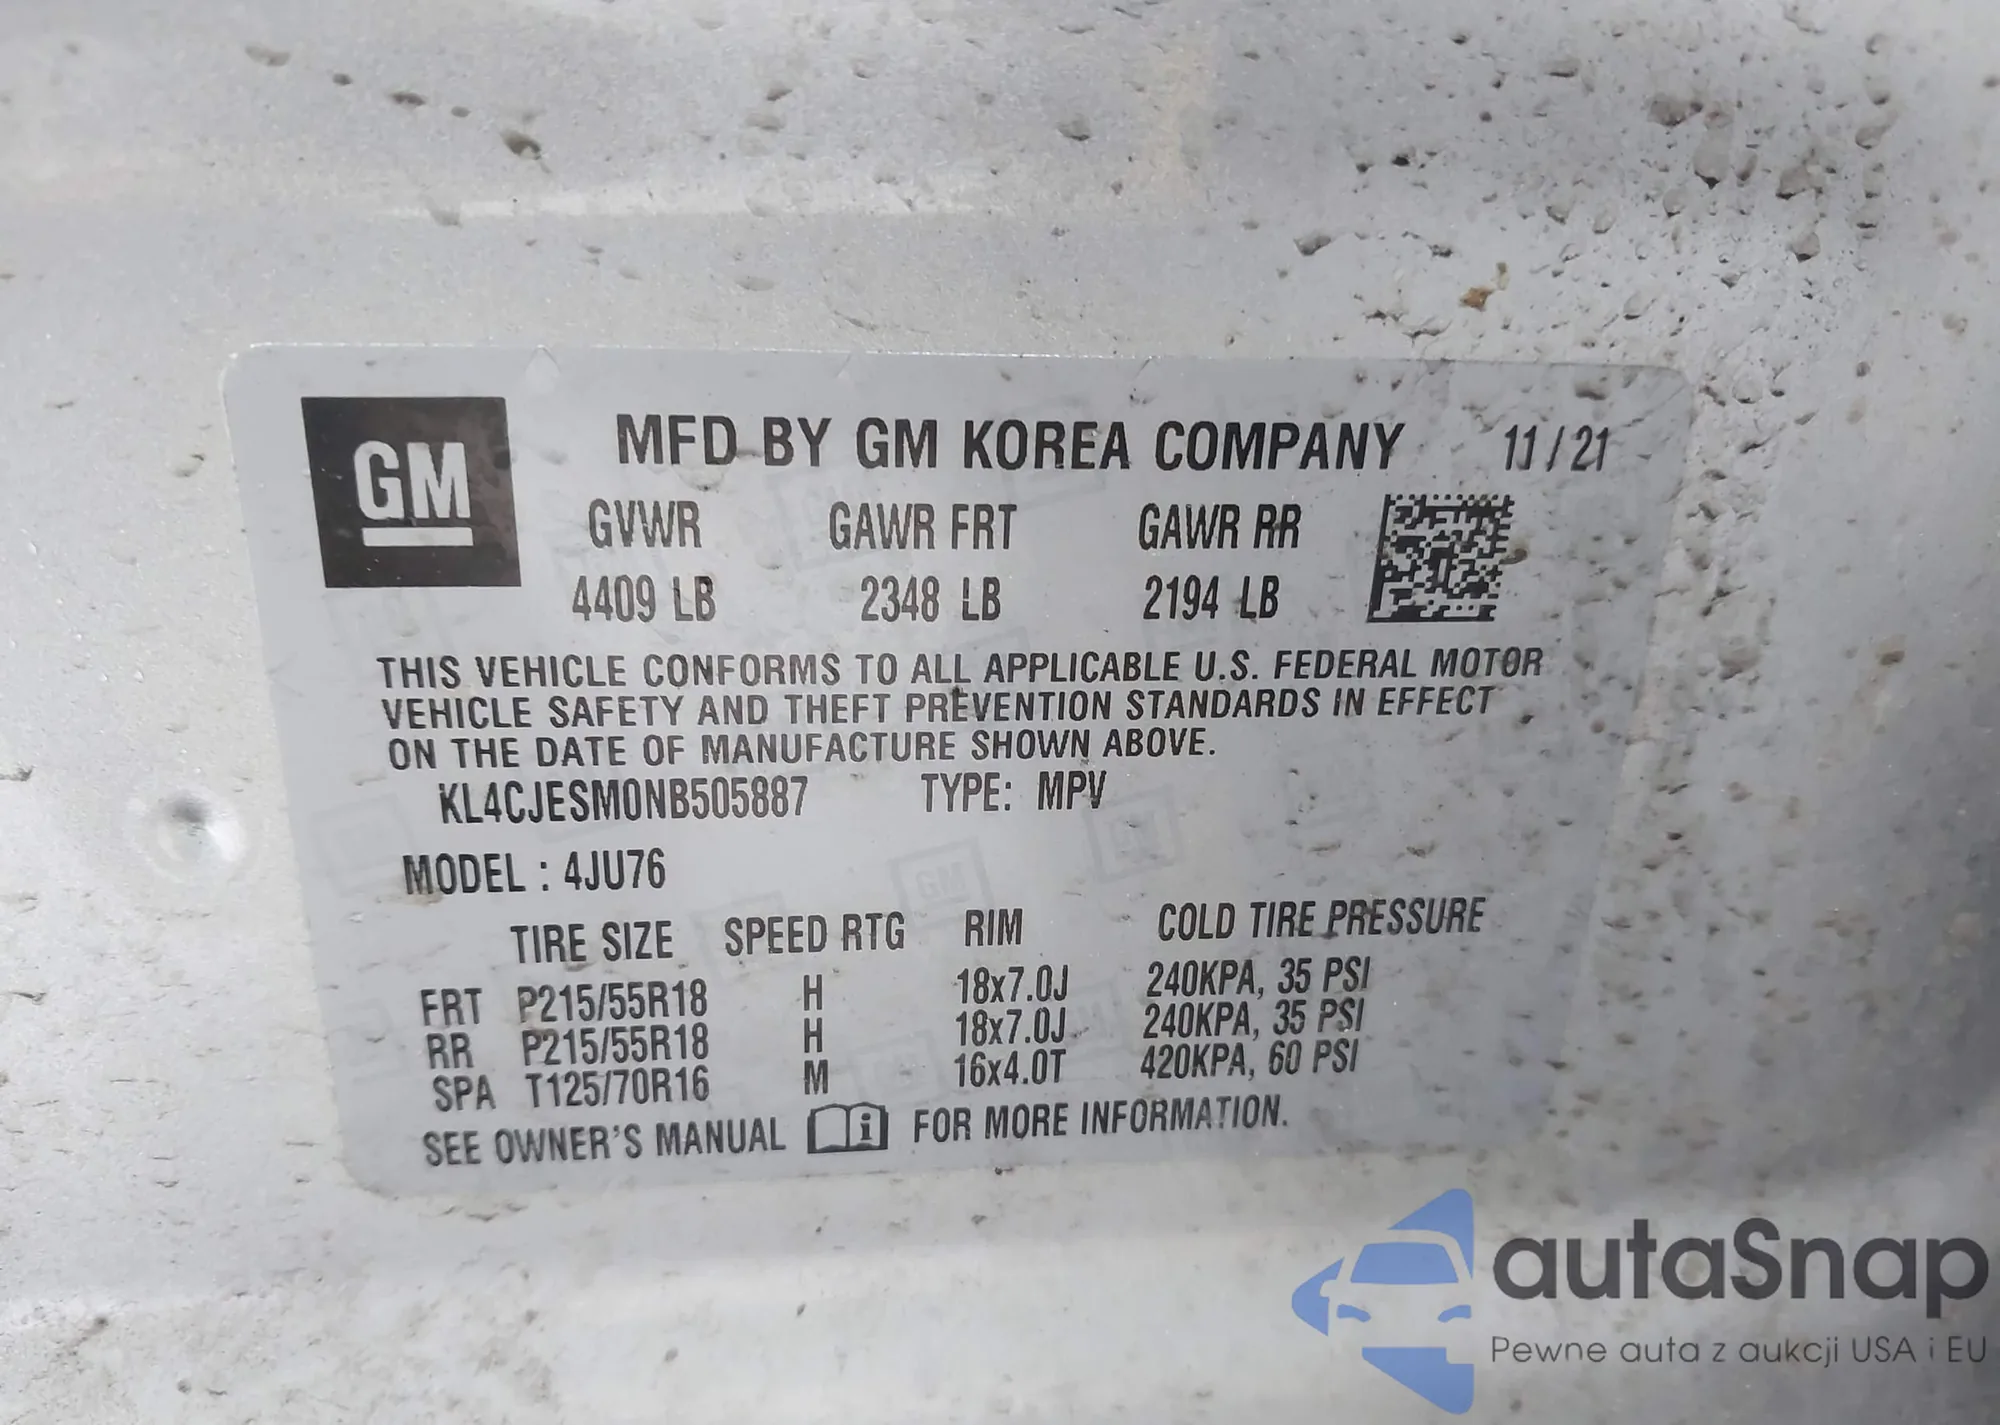 GM
MFD BY GM KOREA COMPANY 11/21
GVWR GAWR FRT GAWR RR
4409 LB 2348 LB 2194 LB
THIS VEHICLE CONFORMS TO ALL APPLICABLE U.S. FEDERAL MOTOR
VEHICLE SAFETY AND THEFT PREVENTION STANDARDS IN EFFECT
ON THE DATE OF MANUFACTURE SHOWN ABOVE.
KL4CJESM0NB505887 TYPE: MPV
MODEL : 4JU76
TIRE SIZE SPEED RTG RIM COLD TIRE PRESSURE
FRT P215/55R18 H 18x7.0J 240KPA, 35 PSI
RR P215/55R18 H 18x7.0J 240KPA, 35 PSI
SPA T125/70R16 M 16x4.0T 420KPA, 60 PSI
SEE OWNER'S MANUAL i FOR MORE INFORMATION.
autaSnap
Pewne auta z aukcji USA i EU